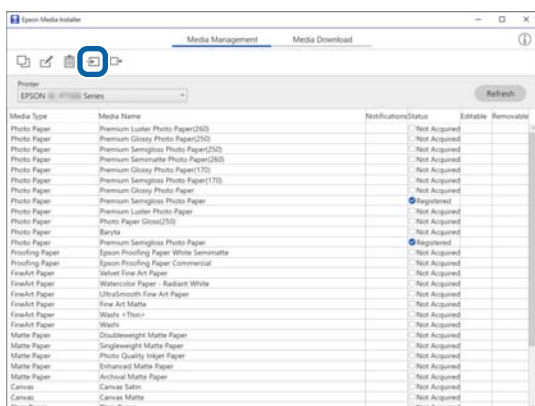 Epson Media Installer
Media Management Media Download
Printer
EPSON Series
Refresh
Media Type Media Name Notifications Status Editable Removable
Photo Paper Premium Luster Photo Paper(260) Not Acquired
Photo Paper Premium Glossy Photo Paper(250) Not Acquired
Photo Paper Premium Semigloss Photo Paper(250) Not Acquired
Photo Paper Premium Semimatte Photo Paper(260) Not Acquired
Photo Paper Premium Glossy Photo Paper(170) Not Acquired
Photo Paper Premium Semigloss Photo Paper(170) Not Acquired
Photo Paper Premium Glossy Photo Paper Not Acquired
Photo Paper Premium Semigloss Photo Paper Registered
Photo Paper Premium Luster Photo Paper Not Acquired
Photo Paper Photo Paper Gloss(250) Not Acquired
Photo Paper Baryta Not Acquired
Photo Paper Premium Semigloss Photo Paper Registered
Proofing Paper Epson Proofing Paper White Semimatte Not Acquired
Proofing Paper Epson Proofing Paper Commercial Not Acquired
FineArt Paper Velvet Fine Art Paper Not Acquired
FineArt Paper Watercolor Paper - Radiant White Not Acquired
FineArt Paper UltraSmooth Fine Art Paper Not Acquired
FineArt Paper Fine Art Matte Not Acquired
FineArt Paper Washi <Thin> Not Acquired
FineArt Paper Washi Not Acquired
Matte Paper Doubleweight Matte Paper Not Acquired
Matte Paper Singleweight Matte Paper Not Acquired
Matte Paper Photo Quality Inkjet Paper Not Acquired
Matte Paper Enhanced Matte Paper Not Acquired
Matte Paper Archival Matte Paper Not Acquired
Canvas Canvas Satin Not Acquired
Canvas Canvas Matte Not Acquired